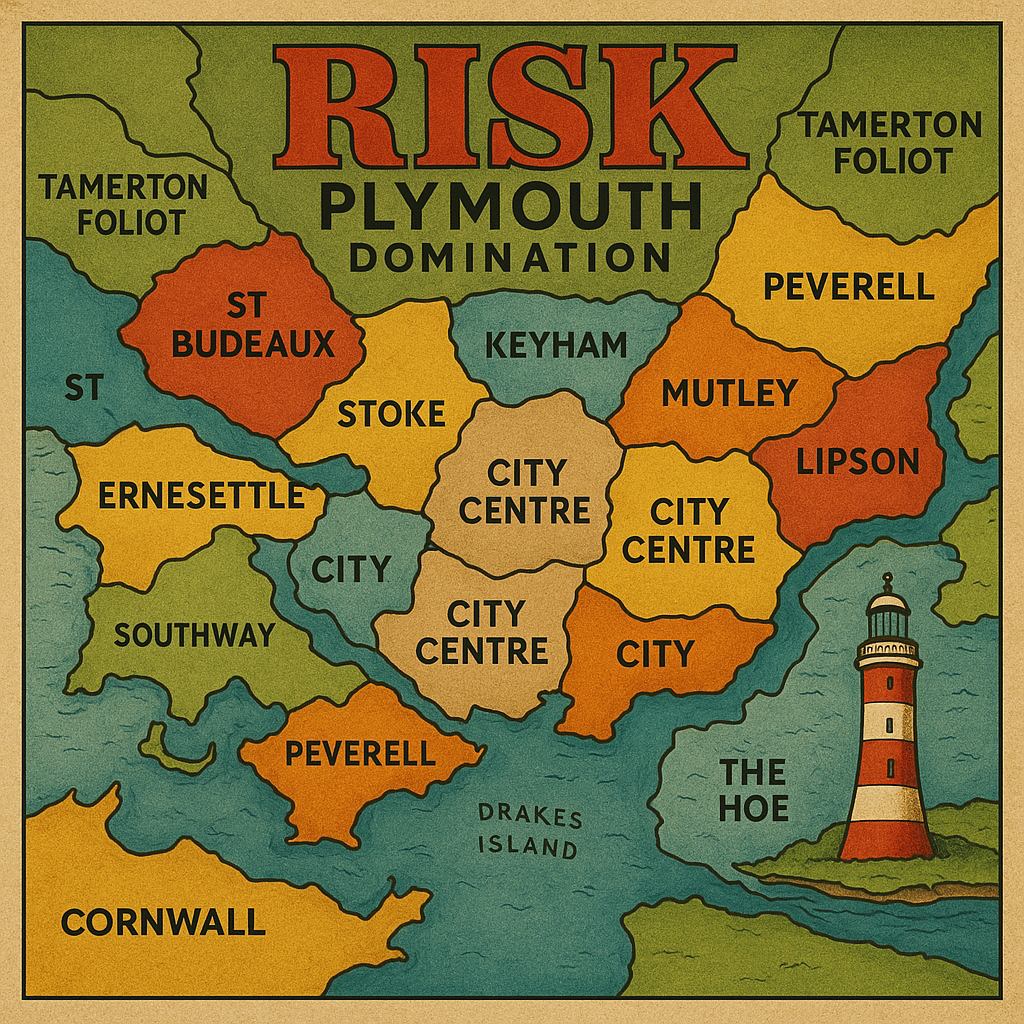 RISK
PLYMOUTH
DOMINATION
TAMERTON
FOLIOT
TAMERTON
FOLIOT
PEVERELL
ST
BUDEAUX
KEYHAM
ST
STOKE
MUTLEY
LIPSON
ERNESETTLE
CITY
CENTRE
CITY
CENTRE
CITY
SOUTHWAY
CITY
CENTRE
CITY
PEVERELL
THE
HOE
DRAKES
ISLAND
CORNWALL